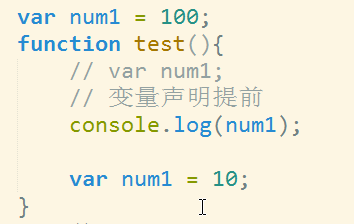 var num1 = 100;
function test(){
    // var num1;
    // 变量声明提前
    console.log(num1);

    var num1 = 10;
}